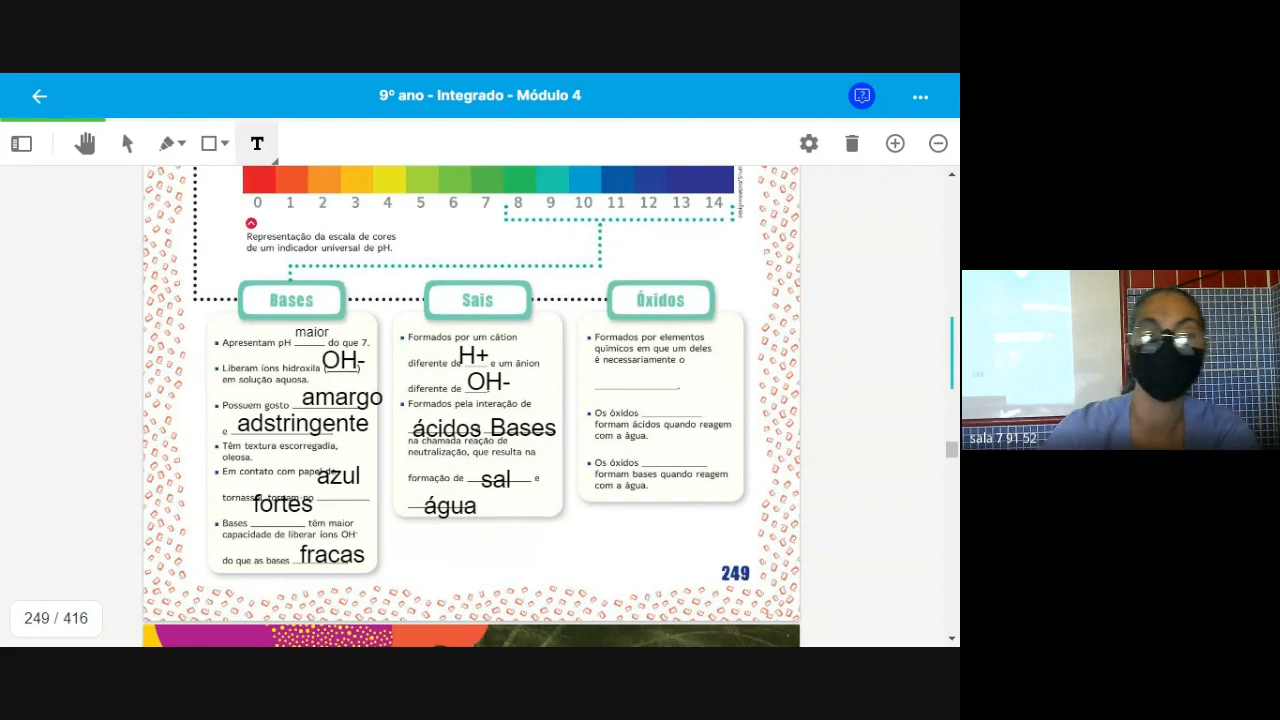 9º ano - Integrado - Módulo 4
T
0 1 2 3 4 5 6 7 8 9 10 11 12 13 14
Representação da escala de cores
de um indicador universal de pH.
Bases
maior
Apresentam pH ______ do que 7.
OH-
Liberam íons hidroxila (______)
em solução aquosa.
amargo
Possuem gosto
adstringente
e
Têm textura escorregadia,
oleosa.
Em contato com papel de
azul
tornassol, tornam-no
fortes
Bases ______ têm maior
capacidade de liberar íons OH-
do que as bases fracas
Sais
Formados por um cátion
diferente de H+ e um ânion
diferente de OH-
Formados pela interação de
ácidos Bases
na chamada reação de
neutralização, que resulta na
formação de sal e
água
Óxidos
Formados por elementos
químicos em que um deles
é necessariamente o
______.
Os óxidos ______
formam ácidos quando reagem
com a água.
Os óxidos ______
formam bases quando reagem
com a água.
249
249 / 416
sala 7 91 52